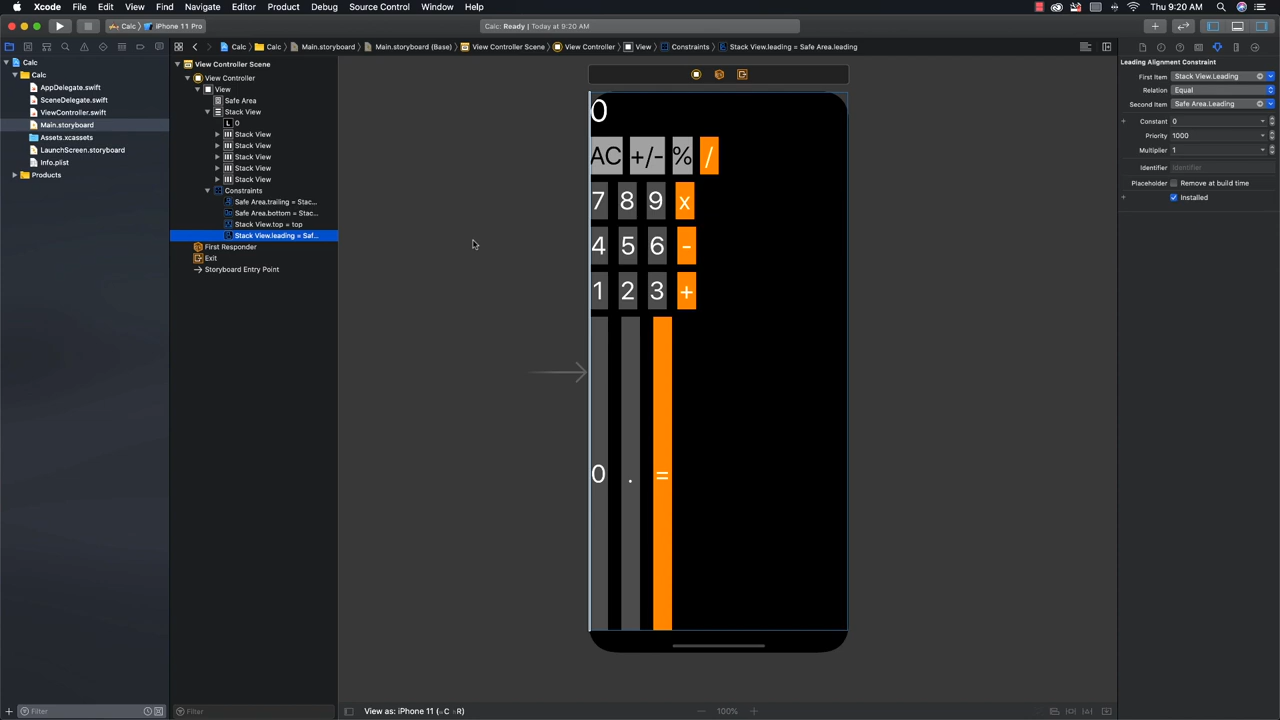 Xcode File Edit View Find Navigate Editor Product Debug Source Control Window Help Thu 9:20 AM
Calc iPhone 11 Pro Calc: Ready | Today at 9:20 AM
Calc Calc Main.storyboard Main.storyboard (Base) View Controller Scene View Controller View Constraints Stack View.leading = Safe Area.leading
Calc
Calc
AppDelegate.swift
SceneDelegate.swift
ViewController.swift
Main.storyboard
Assets.xcassets
LaunchScreen.storyboard
Info.plist
Products
View Controller Scene
View Controller
View
Safe Area
Stack View
L 0
Stack View
Stack View
Stack View
Stack View
Stack View
Constraints
Safe Area.trailing = Stac...
Safe Area.bottom = Stac...
Stack View.top = top
Stack View.leading = Saf...
First Responder
Exit
Storyboard Entry Point
0
AC +/- % /
7 8 9 x
4 5 6 -
1 2 3 +
0 . =
Leading Alignment Constraint
First Item Stack View.Leading
Relation Equal
Second Item Safe Area.Leading
Constant 0
Priority 1000
Multiplier 1
Identifier Identifier
Placeholder Remove at build time
Installed
Filter
Filter
View as: iPhone 11 (wC hR)
100%